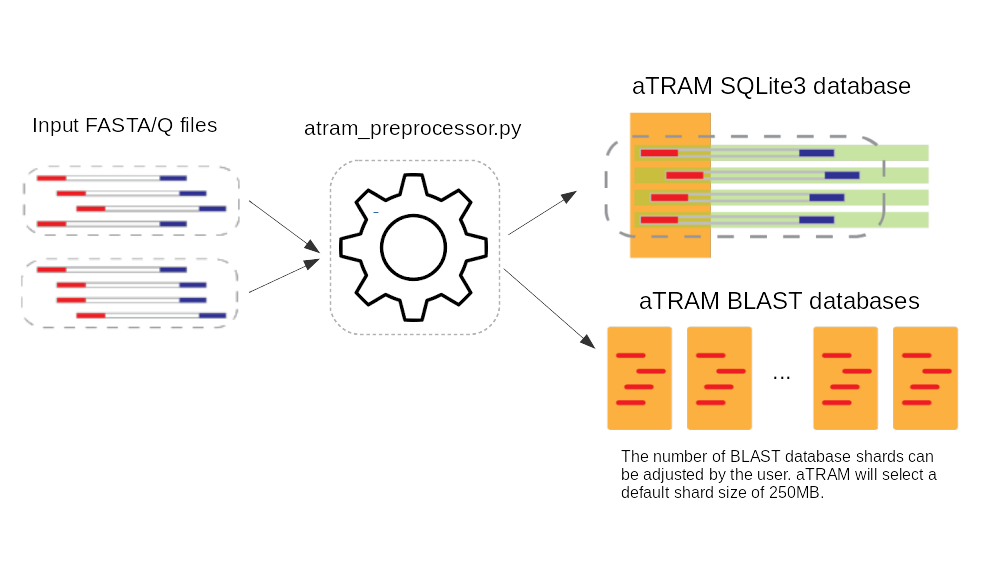 Input FASTA/Q files
atram_preprocessor.py
aTRAM SQLite3 database
aTRAM BLAST databases
...
The number of BLAST database shards can
be adjusted by the user. aTRAM will select a
default shard size of 250MB.